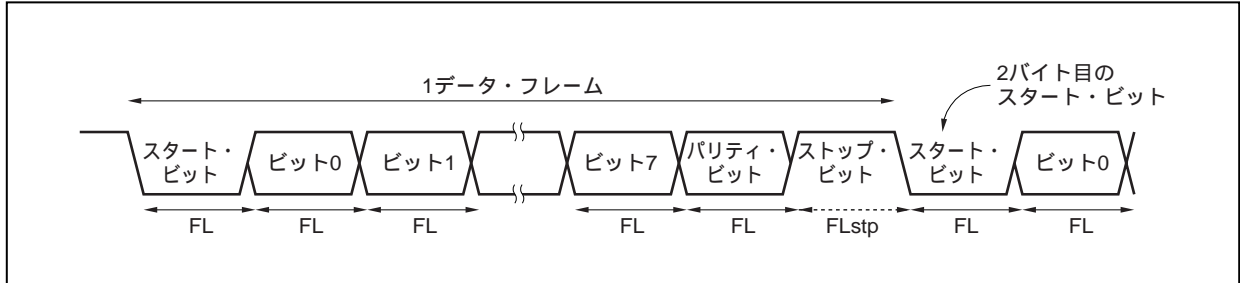 1データ・フレーム
2バイト目の
スタート・ビット
スタート・
ビット
ビット0
ビット1
ビット7
パリティ・
ビット
ストップ・
ビット
スタート・
ビット
ビット0
FL
FL
FL
FL
FL
FLstp
FL
FL